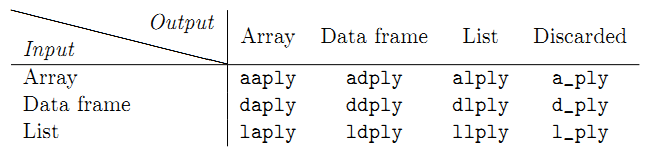 Output
Input
Array Data frame List Discarded
Array aaply adply alply a_ply
Data frame daply ddply dlply d_ply
List laply ldply llply l_ply